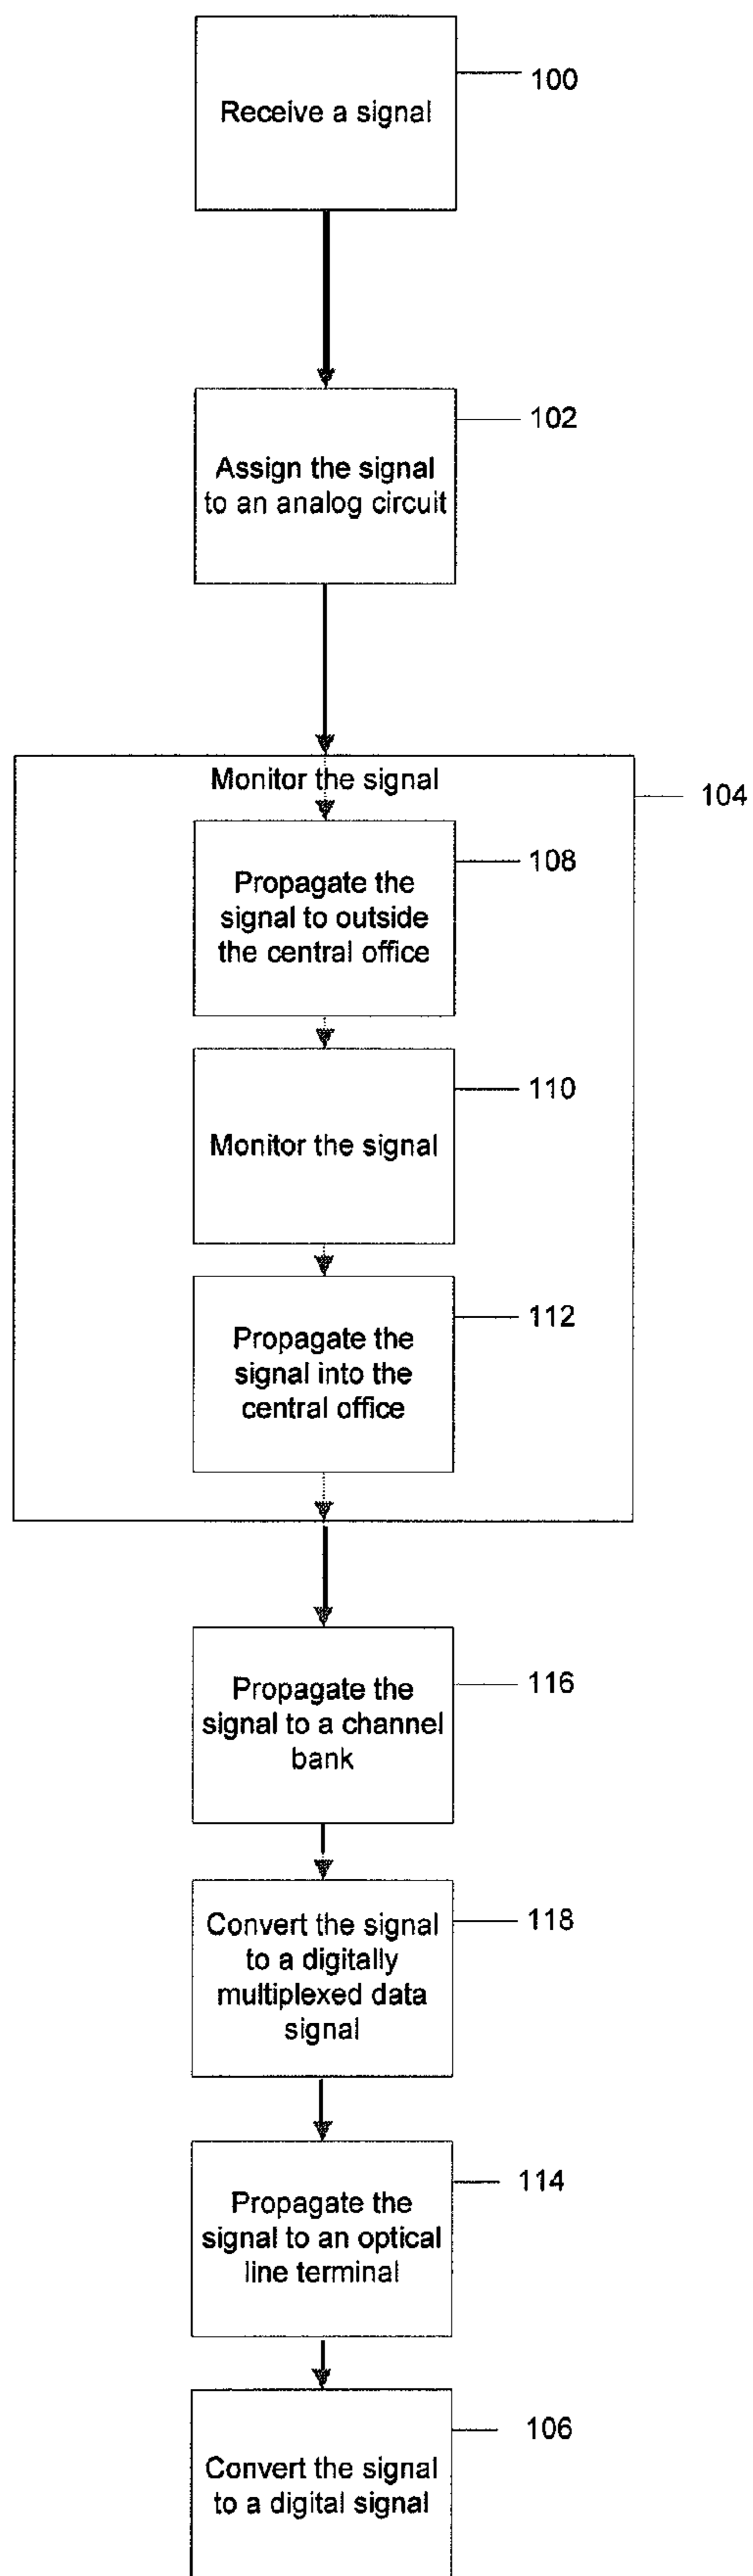 Receive a signal
100
102
Assign the signal
to an analog circuit
Monitor the signal
104
108
Propagate the
signal to outside
the central office
110
Monitor the signal
112
Propagate the
signal into the
central office
116
Propagate the
signal to a channel
bank
118
Convert the signal
to a digitally
multiplexed data
signal
114
Propagate the
signal to an optical
line terminal
106
Convert the signal
to a digital signal